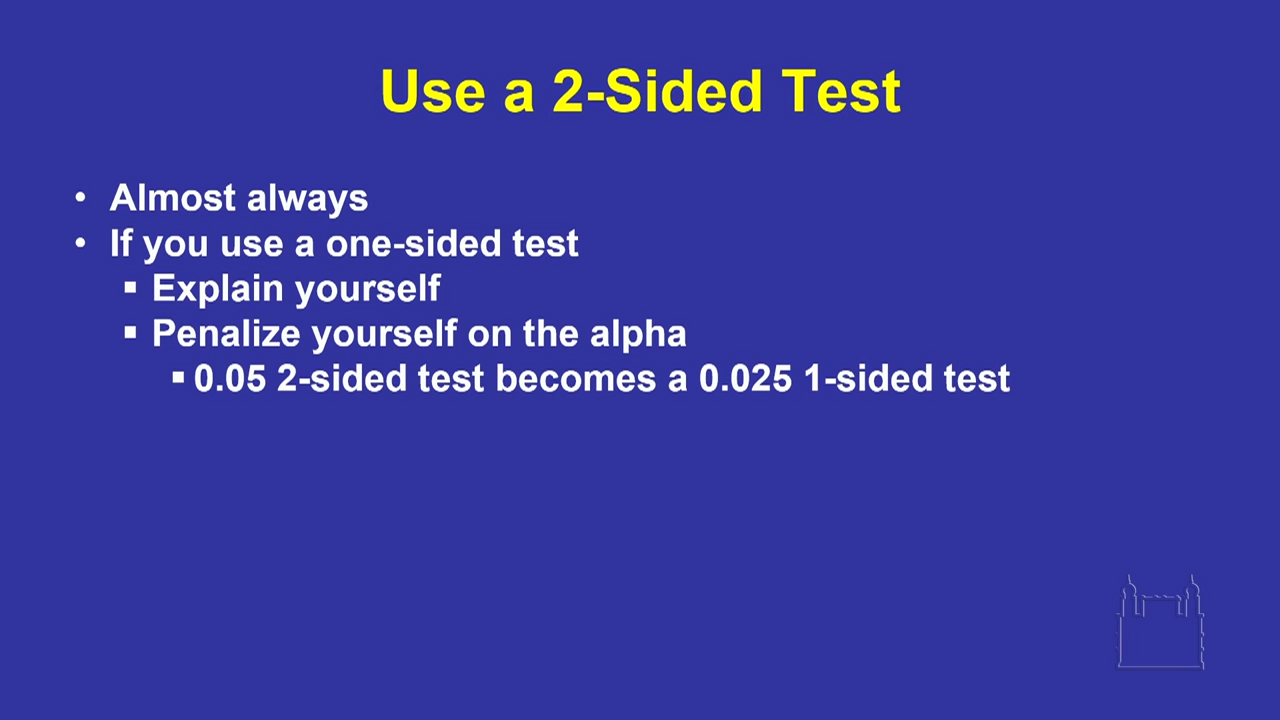 Use a 2-Sided Test
• Almost always
• If you use a one-sided test
▪ Explain yourself
▪ Penalize yourself on the alpha
▪ 0.05 2-sided test becomes a 0.025 1-sided test